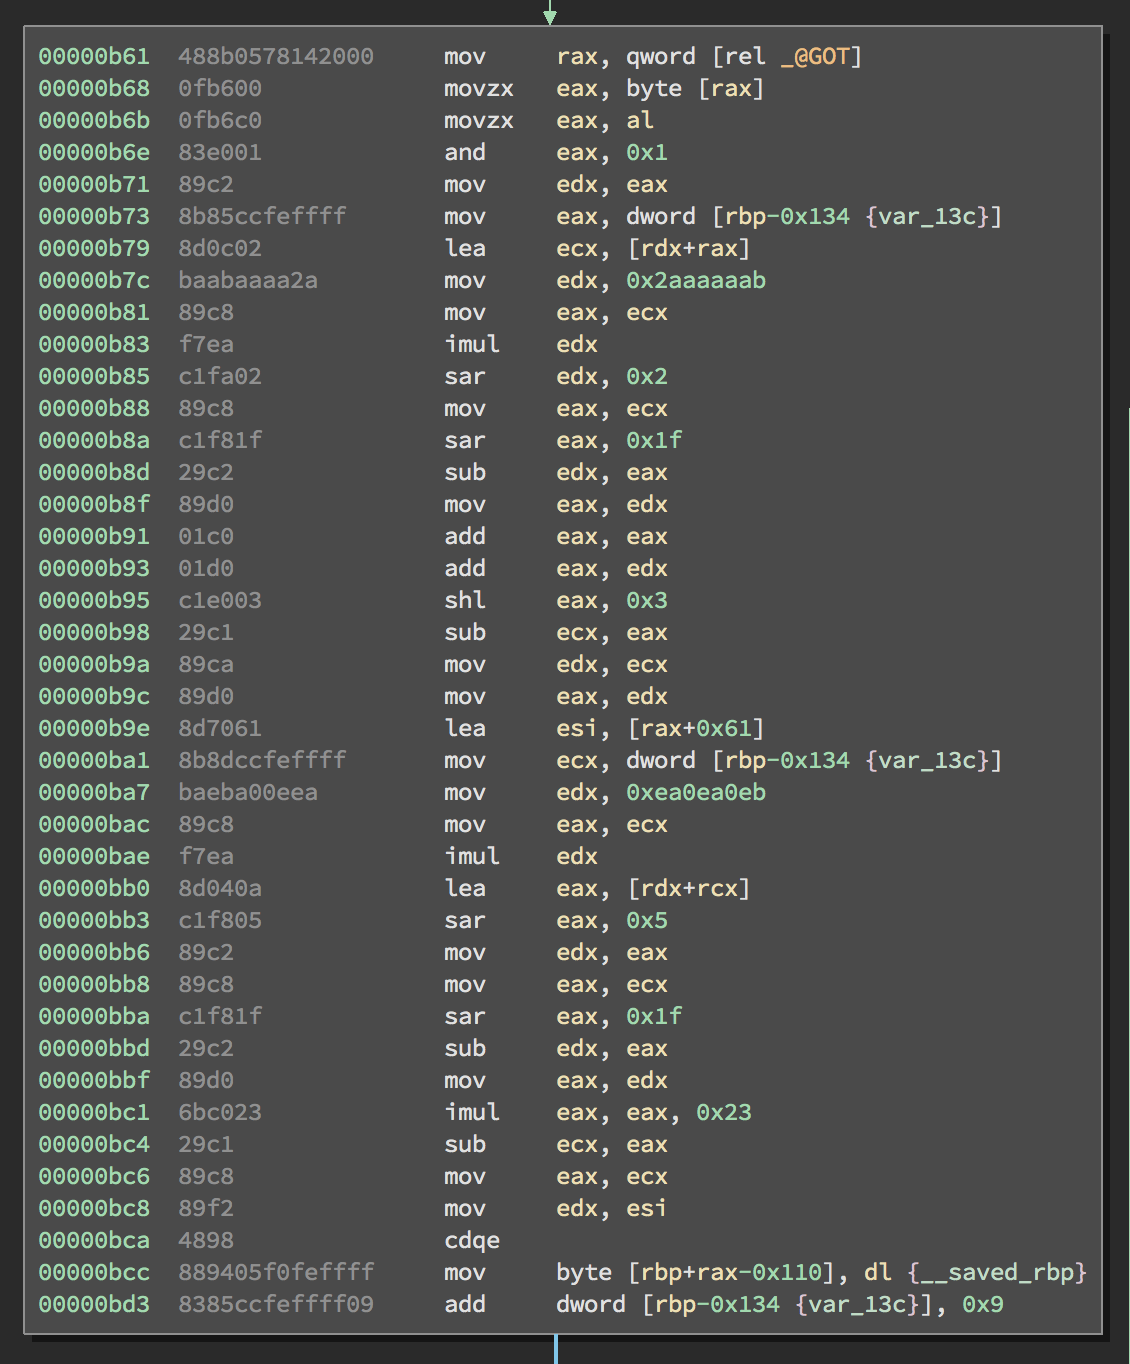 00000b61 488b0578142000 mov rax, qword [rel _@GOT]
00000b68 0fb600 movzx eax, byte [rax]
00000b6b 0fb6c0 movzx eax, al
00000b6e 83e001 and eax, 0x1
00000b71 89c2 mov edx, eax
00000b73 8b85ccfeffff mov eax, dword [rbp-0x134 {var_13c}]
00000b79 8d0c02 lea ecx, [rdx+rax]
00000b7c baabaaaa2a mov edx, 0x2aaaaaab
00000b81 89c8 mov eax, ecx
00000b83 f7ea imul edx
00000b85 c1fa02 sar edx, 0x2
00000b88 89c8 mov eax, ecx
00000b8a c1f81f sar eax, 0x1f
00000b8d 29c2 sub edx, eax
00000b8f 89d0 mov eax, edx
00000b91 01c0 add eax, eax
00000b93 01d0 add eax, edx
00000b95 c1e003 shl eax, 0x3
00000b98 29c1 sub ecx, eax
00000b9a 89ca mov edx, ecx
00000b9c 89d0 mov eax, edx
00000b9e 8d7061 lea esi, [rax+0x61]
00000ba1 8b8dccfeffff mov ecx, dword [rbp-0x134 {var_13c}]
00000ba7 baeba00eea mov edx, 0xea0ea0eb
00000bac 89c8 mov eax, ecx
00000bae f7ea imul edx
00000bb0 8d040a lea eax, [rdx+rcx]
00000bb3 c1f805 sar eax, 0x5
00000bb6 89c2 mov edx, eax
00000bb8 89c8 mov eax, ecx
00000bba c1f81f sar eax, 0x1f
00000bbd 29c2 sub edx, eax
00000bbf 89d0 mov eax, edx
00000bc1 6bc023 imul eax, eax, 0x23
00000bc4 29c1 sub ecx, eax
00000bc6 89c8 mov eax, ecx
00000bc8 89f2 mov edx, esi
00000bca 4898 cdqe
00000bcc 889405f0feffff mov byte [rbp+rax-0x110], dl {__saved_rbp}
00000bd3 8385ccfeffff09 add dword [rbp-0x134 {var_13c}], 0x9